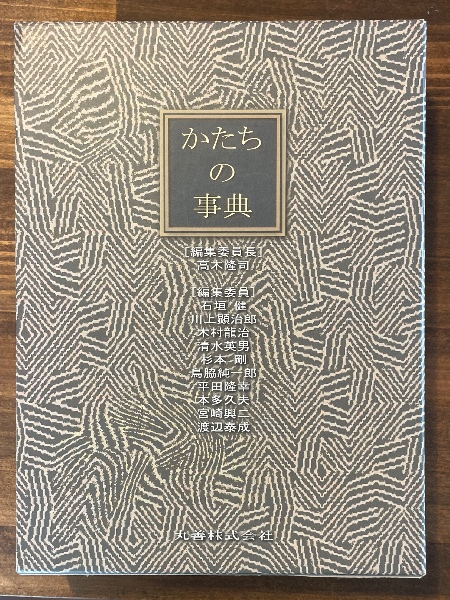 かたち
の
事典
[編集委員長]
高木隆司
[編集委員]
石垣 健
川上顕治郎
木村龍治
清水英男
杉本 剛
鳥脇純一郎
平田隆幸
本多久夫
宮崎興二
渡辺泰成
丸善株式会社